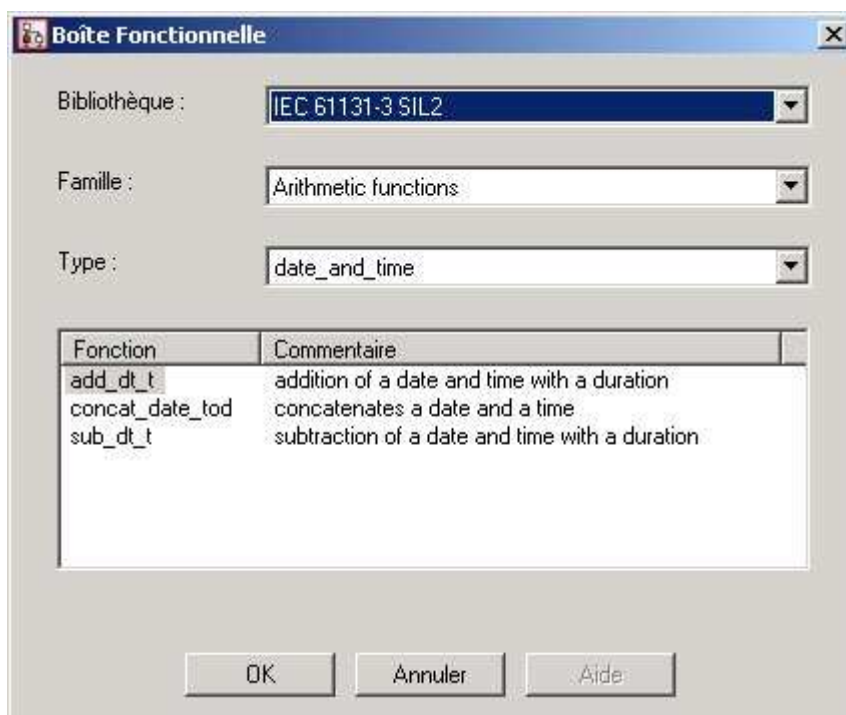 Boîte Fonctionnelle
Bibliothèque : IEC 61131-3 SIL2
Famille : Arithmetic functions
Type : date_and_time
Fonction Commentaire
add_dt_t addition of a date and time with a duration
concat_date_tod concatenates a date and a time
sub_dt_t subtraction of a date and time with a duration
OK Annuler Aide